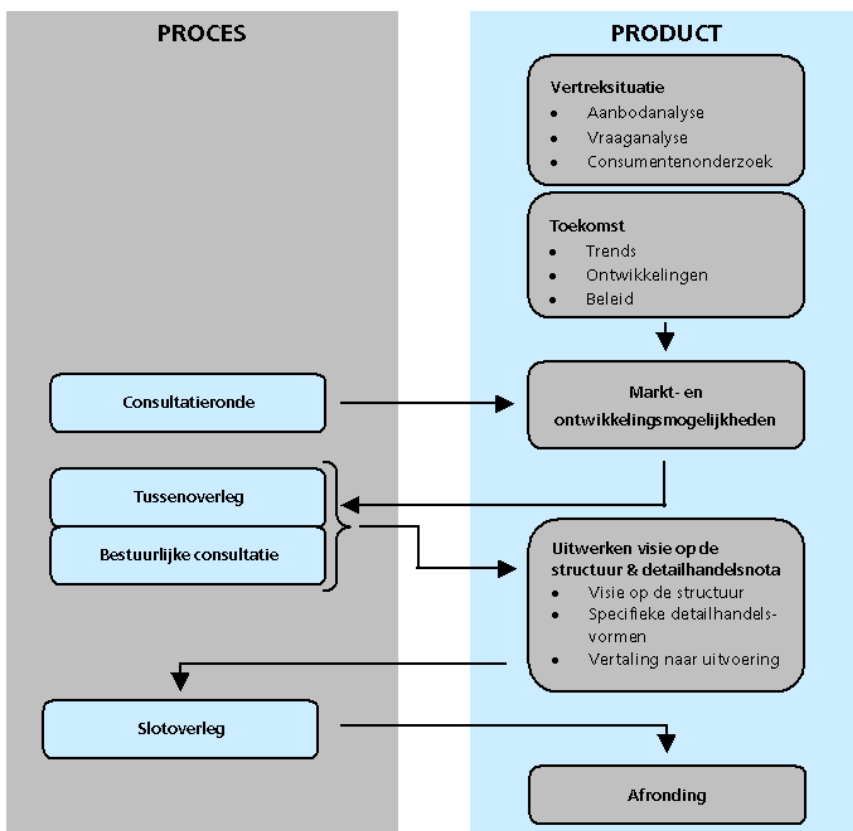 PROCES
PRODUCT
Vertreksituatie
• Aanbodanalyse
• Vraaganalyse
• Consumentenonderzoek
Toekomst
• Trends
• Ontwikkelingen
• Beleid
Consultatieronde
Markt- en
ontwikkelingsmogelijkheden
Tussenoverleg
Bestuurlijke consultatie
Uitwerken visie op de
structuur & detailhandelsnota
• Visie op de structuur
• Specifieke detailhandels-
vormen
• Vertaling naar uitvoering
Slotoverleg
Afronding